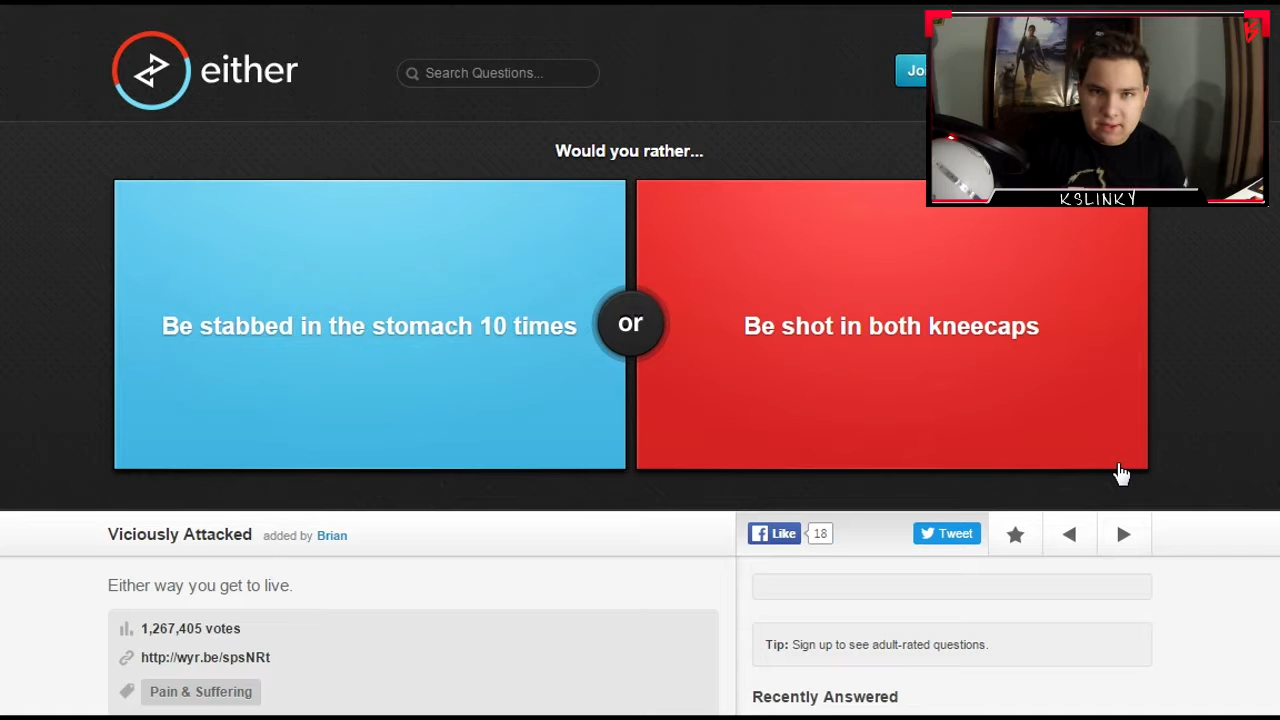 either
Search Questions...
Joi
KSLINKY
Would you rather...
Be stabbed in the stomach 10 times
or
Be shot in both kneecaps
Viciously Attacked added by Brian
Like 18
Tweet
Either way you get to live.
1,267,405 votes
http://wyr.be/spsNRt
Pain & Suffering
Tip: Sign up to see adult-rated questions.
Recently Answered